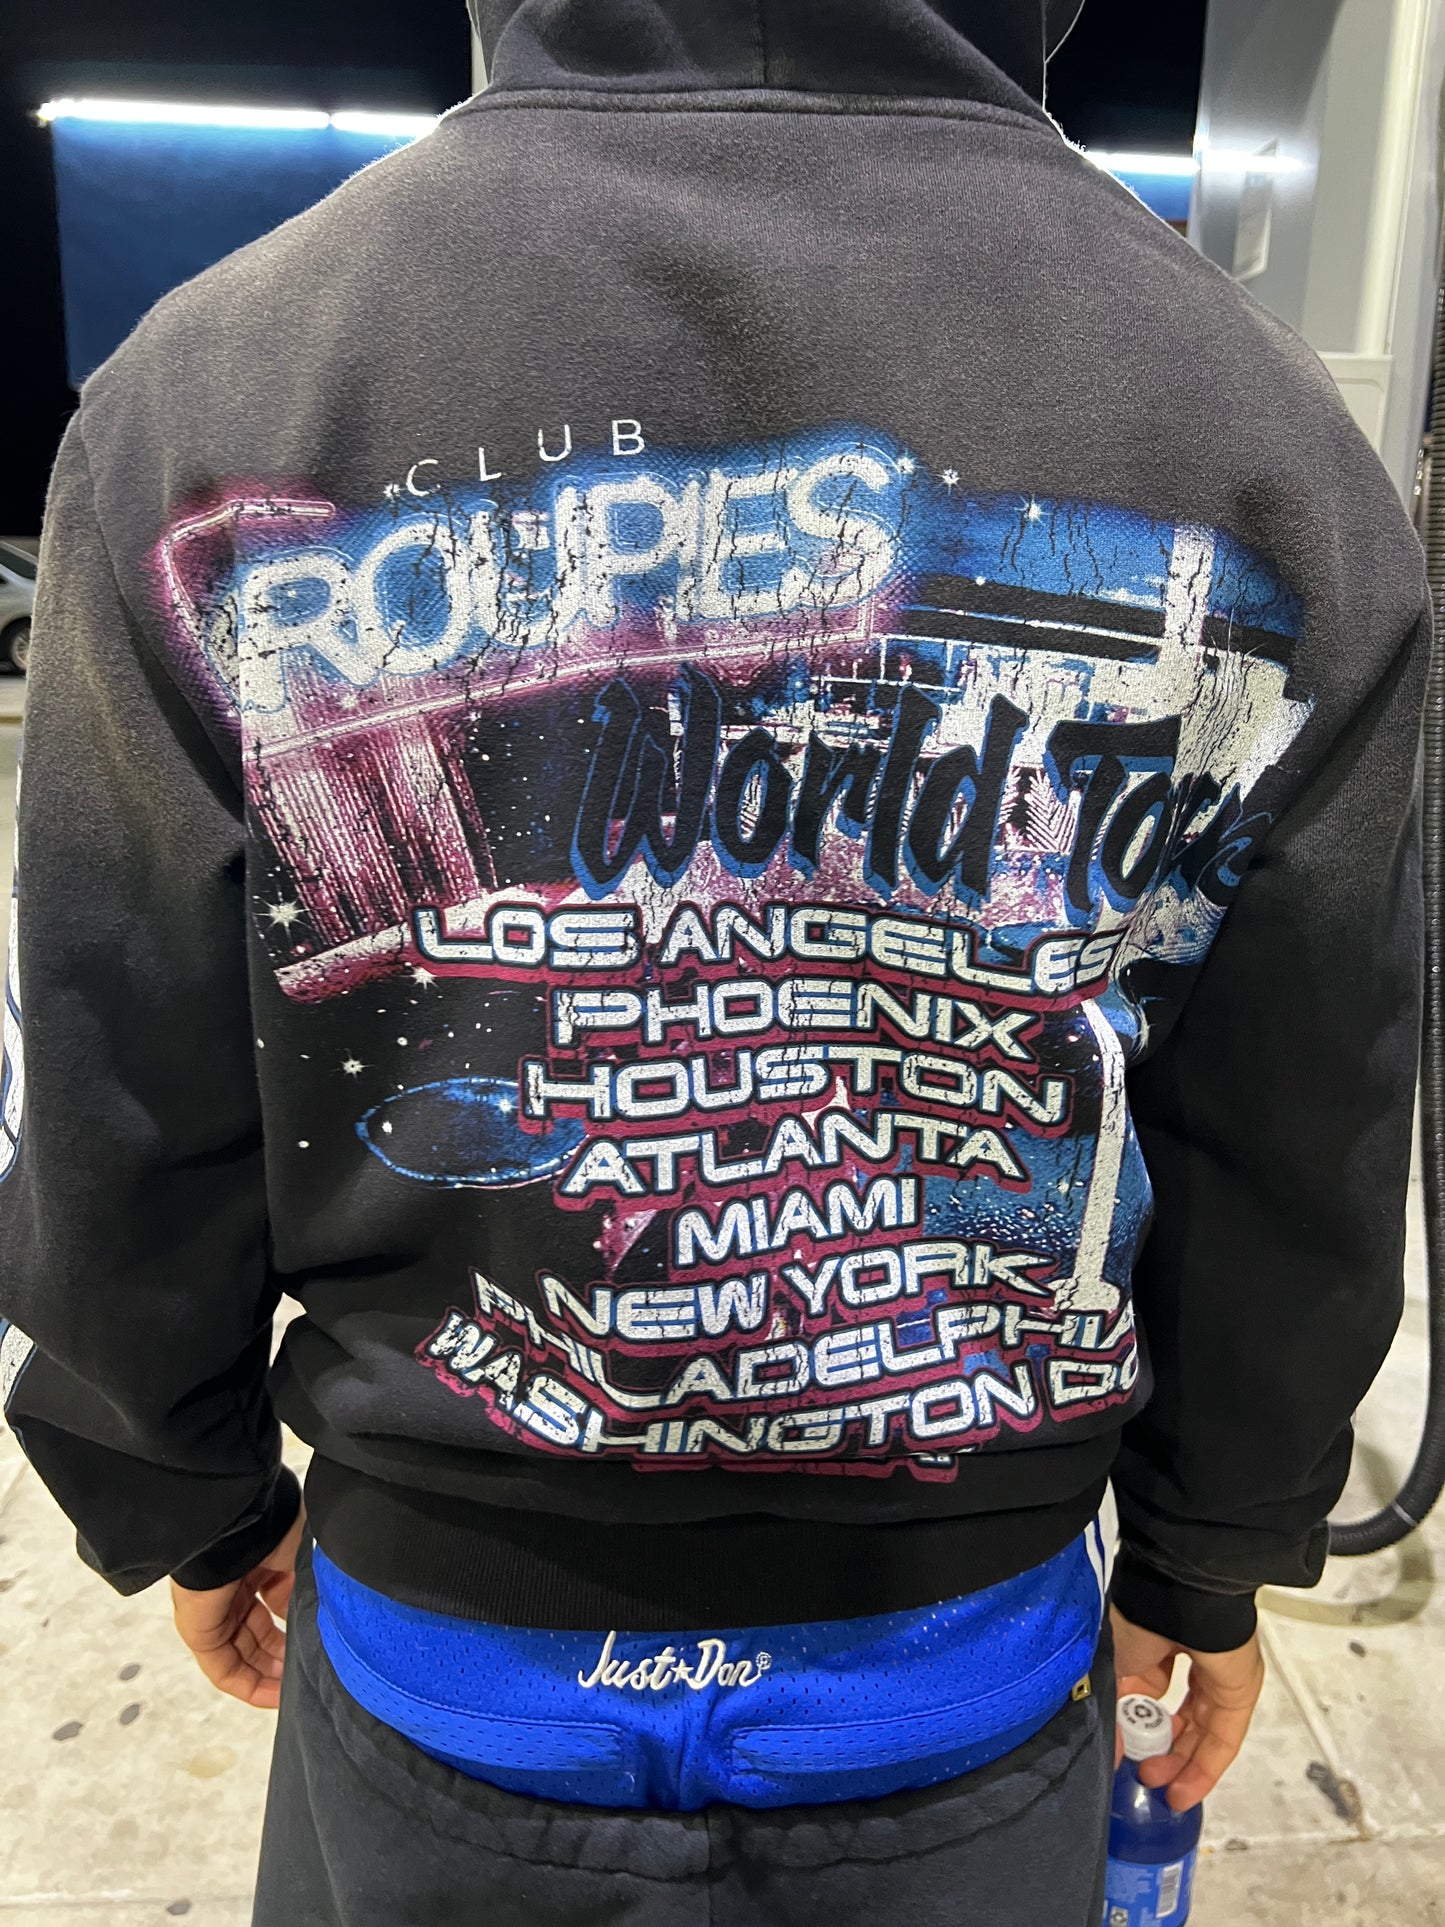 CLUB
ROUPIES
World Tour
LOS ANGELES
PHOENIX
HOUSTON
ATLANTA
MIAMI
NEW YORK
PHILADELPHIA
WASHINGTON DC
Just★Don®